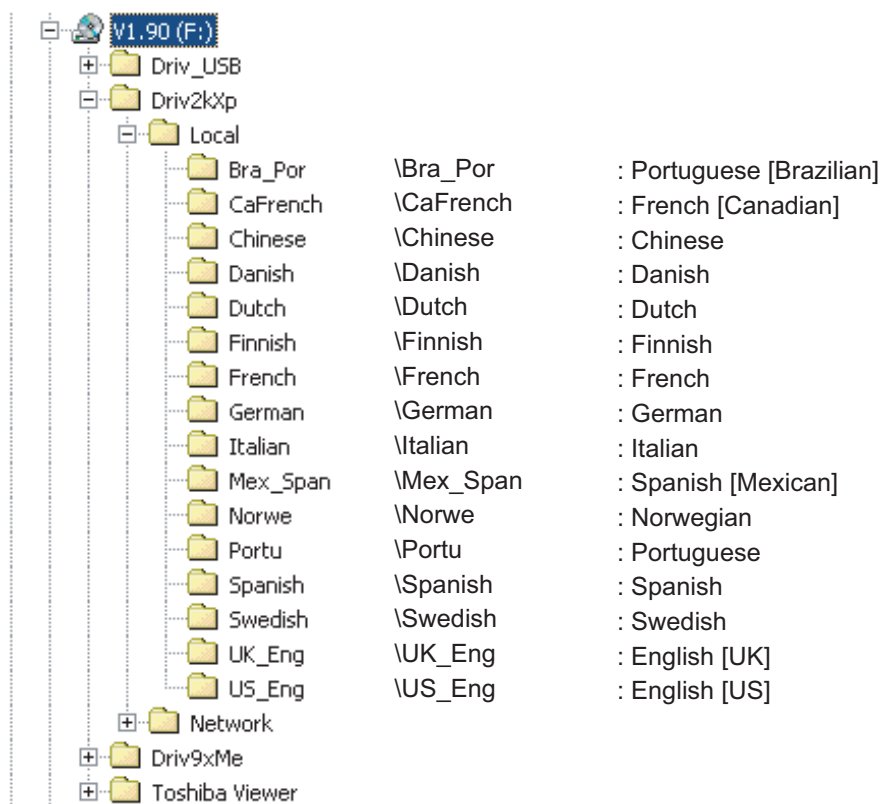 V1.90 (F:)
Driv_USB
Driv2kXp
Local
Bra_Por \Bra_Por : Portuguese [Brazilian]
CaFrench \CaFrench : French [Canadian]
Chinese \Chinese : Chinese
Danish \Danish : Danish
Dutch \Dutch : Dutch
Finnish \Finnish : Finnish
French \French : French
German \German : German
Italian \Italian : Italian
Mex_Span \Mex_Span : Spanish [Mexican]
Norwe \Norwe : Norwegian
Portu \Portu : Portuguese
Spanish \Spanish : Spanish
Swedish \Swedish : Swedish
UK_Eng \UK_Eng : English [UK]
US_Eng \US_Eng : English [US]
Network
Driv9xMe
Toshiba Viewer